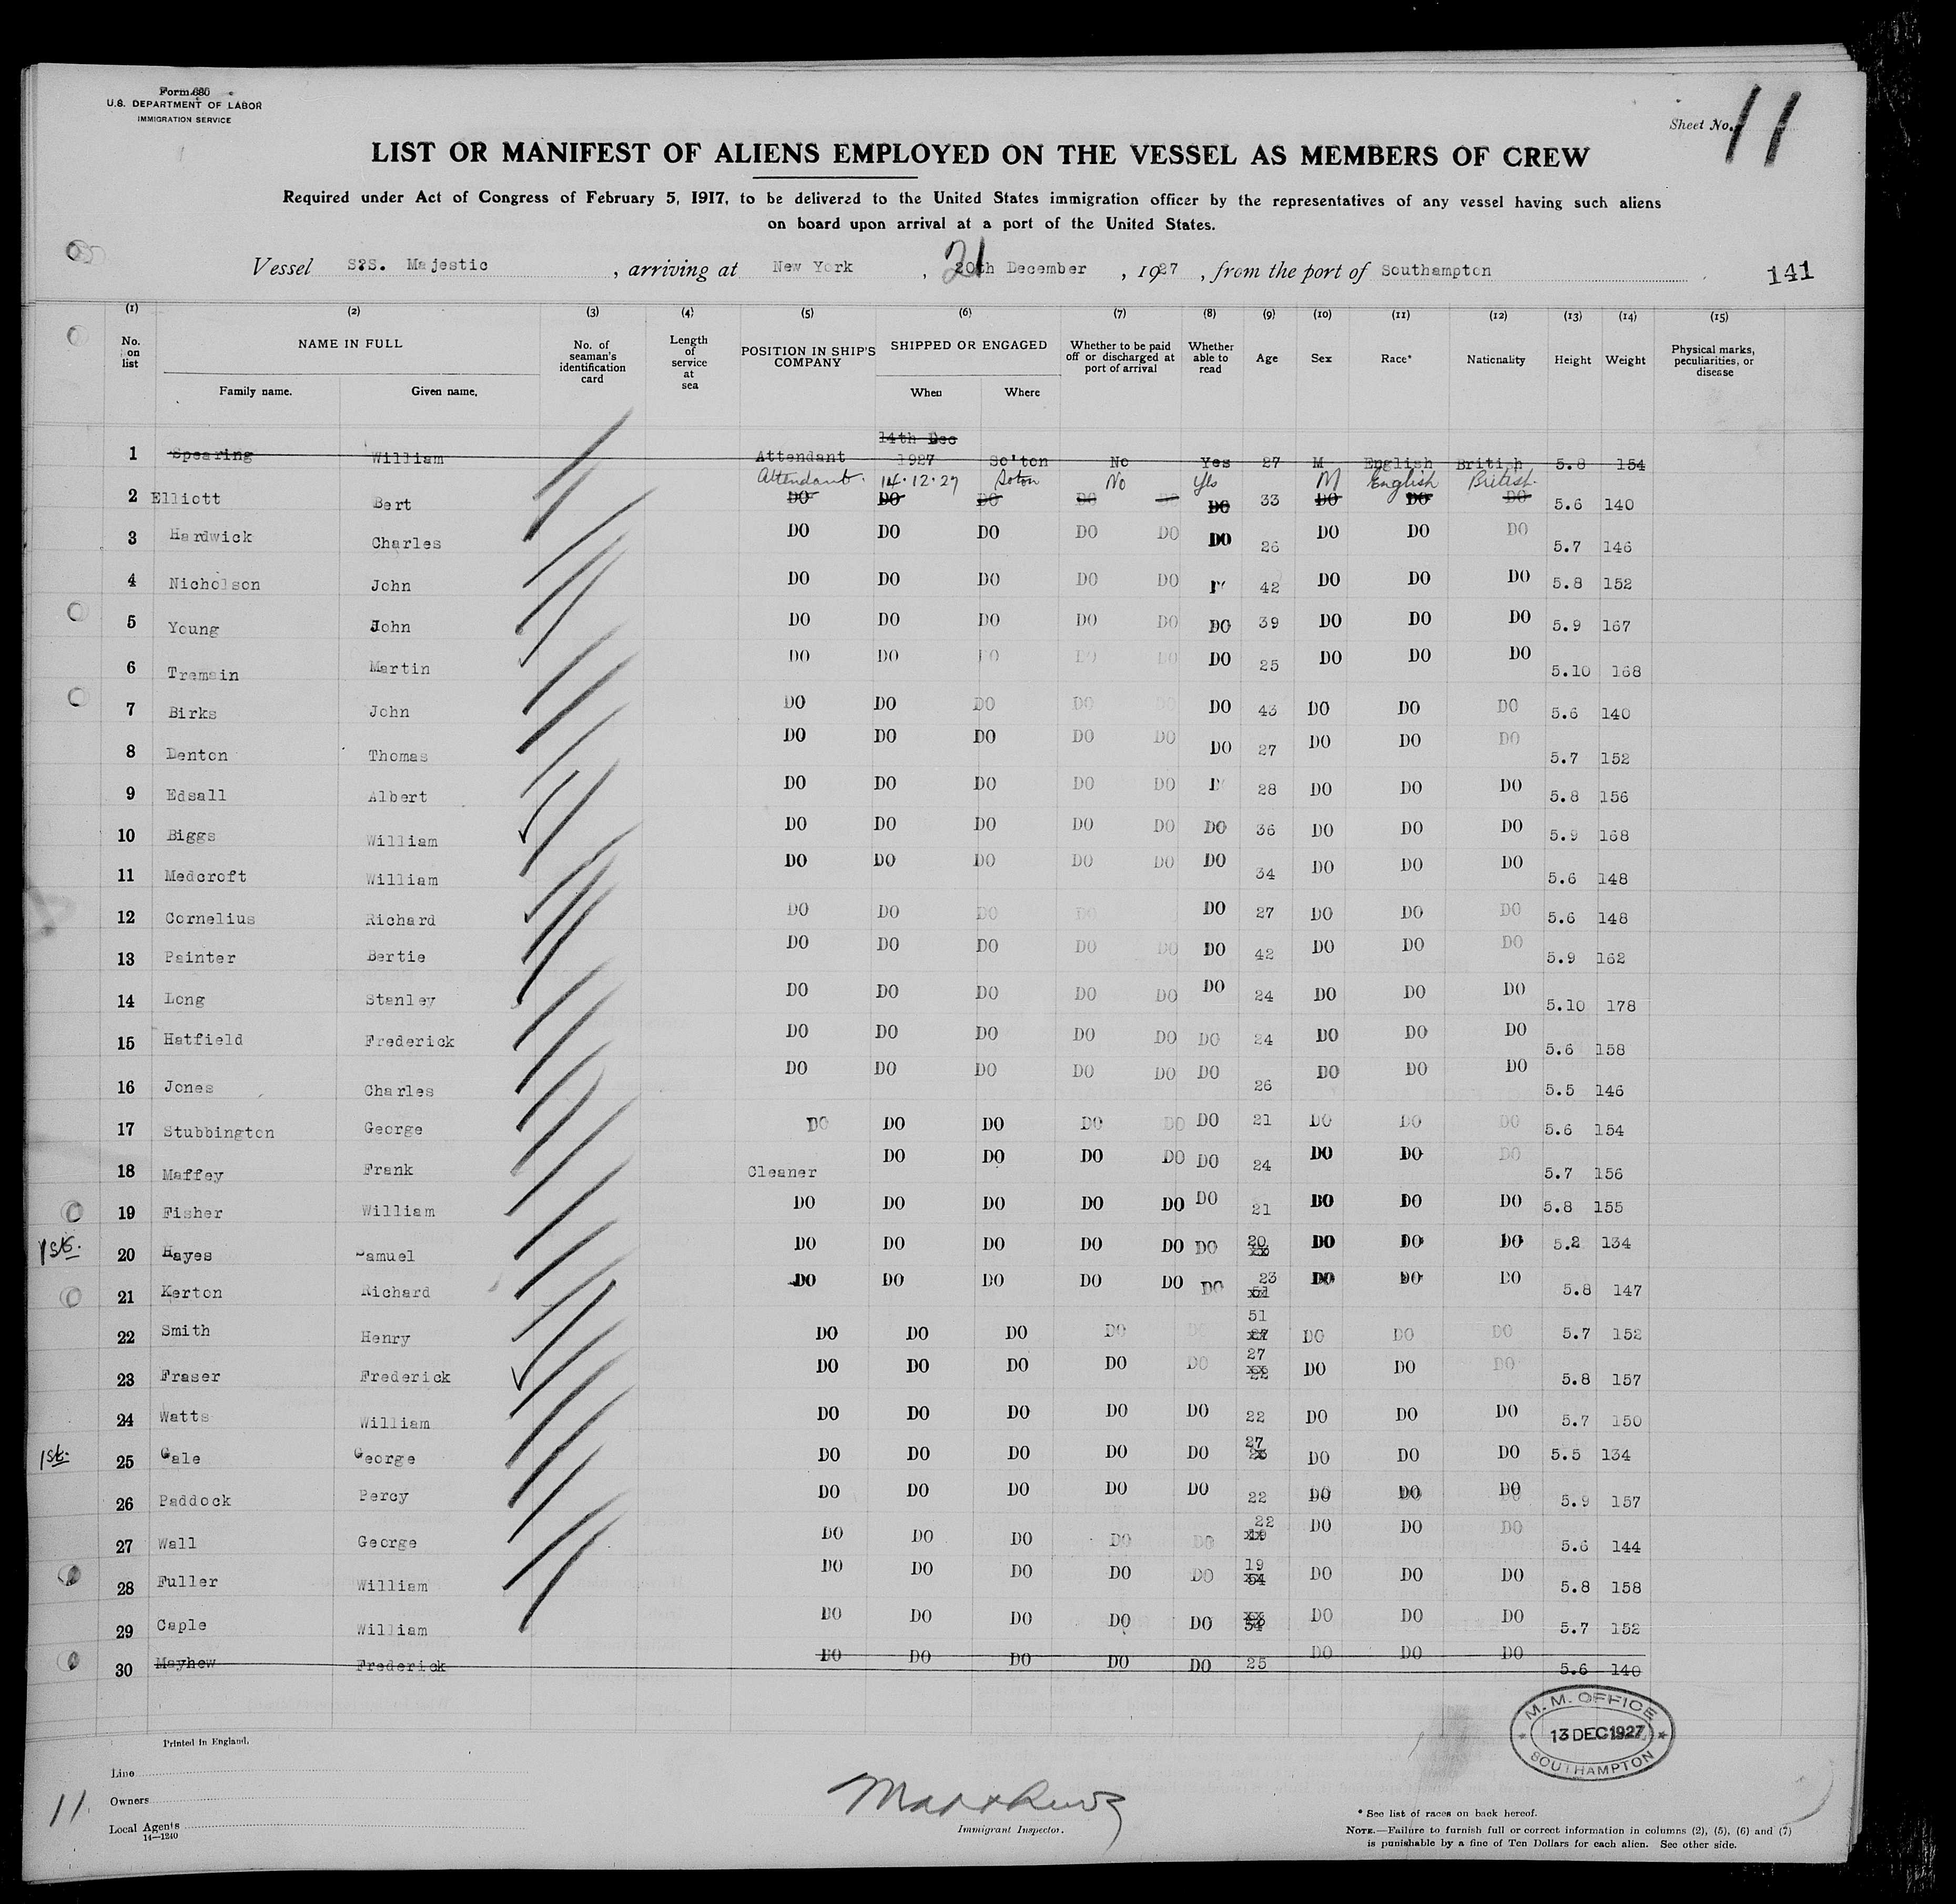 Form 680
U.S. DEPARTMENT OF LABOR
IMMIGRATION SERVICE
Sheet No. 11
LIST OR MANIFEST OF ALIENS EMPLOYED ON THE VESSEL AS MEMBERS OF CREW
Required under Act of Congress of February 5, 1917, to be delivered to the United States immigration officer by the representatives of any vessel having such aliens
on board upon arrival at a port of the United States.
Vessel S?S. Majestic , arriving at New York , 20th 21 December , 1927 , from the port of Southampton 141
(1) (2) (3) (4) (5) (6) (7) (8) (9) (10) (11) (12) (13) (14) (15)
No. on list NAME IN FULL Family name. Given name. No. of seaman's identification card Length of service at sea POSITION IN SHIP'S COMPANY SHIPPED OR ENGAGED When Where Whether to be paid off or discharged at port of arrival Whether able to read Age Sex Race* Nationality Height Weight Physical marks, peculiarities, or disease
1 Spearing William Attendant 14th Dec 1927 So'ton No Yes 27 M English British 5.8 154
Attendant. 14.12.27 Soton No Yes M English British.
2 Elliott Bert DO DO DO DO DO 33 DO DO DO 5.6 140
3 Hardwick Charles DO DO DO DO DO DO 26 DO DO DO 5.7 146
4 Nicholson John DO DO DO DO DO 42 DO DO DO 5.8 152
5 Young John DO DO DO DO DO DO 39 DO DO DO 5.9 167
6 Tremain Martin DO DO DO DO DO DO 25 DO DO DO 5.10 168
7 Birks John DO DO DO DO DO DO 43 DO DO DO 5.6 140
8 Denton Thomas DO DO DO DO DO DO 27 DO DO DO 5.7 152
9 Edsall Albert DO DO DO DO DO D 28 DO DO DO 5.8 156
10 Biggs William DO DO DO DO DO DO 36 DO DO DO 5.9 168
11 Medcroft William DO DO DO DO DO DO 34 DO DO DO 5.6 148
12 Cornelius Richard DO DO DO DO DO 27 DO DO DO 5.6 148
13 Painter Bertie DO DO DO DO DO DO 42 DO DO DO 5.9 162
14 Long Stanley DO DO DO DO DO DO 24 DO DO DO 5.10 178
15 Hatfield Frederick DO DO DO DO DO DO 24 DO DO DO 5.6 158
16 Jones Charles DO DO DO DO DO DO 26 DO DO DO 5.5 146
17 Stubbington George DO DO DO DO DO DO 21 DO DO DO 5.6 154
18 Maffey Frank Cleaner DO DO DO DO DO 24 DO DO DO 5.7 156
19 Fisher William DO DO DO DO DO DO 21 DO DO DO 5.8 155
1st. 20 Hayes Samuel DO DO DO DO DO DO 20 DO DO DO 5.2 134
21 Kerton Richard DO DO DO DO DO DO 23 51 DO DO DO 5.8 147
22 Smith Henry DO DO DO DO DO 51 27 DO DO DO 5.7 152
23 Fraser Frederick DO DO DO DO DO 27 22 DO DO DO 5.8 157
24 Watts William DO DO DO DO DO 22 DO DO DO 5.7 150
1st. 25 Gale George DO DO DO DO DO 27 DO DO DO 5.5 134
26 Paddock Percy DO DO DO DO DO 22 DO DO DO 5.9 157
27 Wall George DO DO DO DO DO 22 19 DO DO DO 5.6 144
28 Fuller William DO DO DO DO DO 19 54 DO DO DO 5.8 158
29 Caple William DO DO DO DO DO 54 DO DO DO 5.7 152
30 Mayhew Frederick DO DO DO DO DO 25 DO DO DO 5.6 140
M. M. OFFICE
13 DEC 1927
SOUTHAMPTON
Printed in England.
Line
Owners
Local Agents
14—1240
11
Immigrant Inspector.
* See list of races on back hereof.
NOTE.—Failure to furnish full or correct information in columns (2), (5), (6) and (7)
is punishable by a fine of Ten Dollars for each alien. See other side.